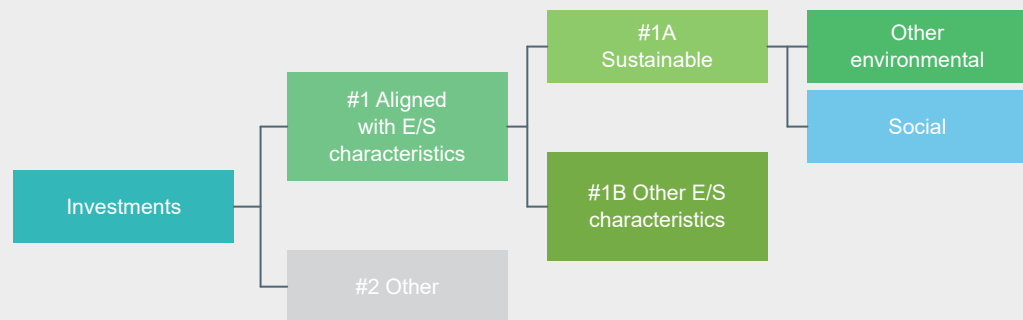 Investments
#1 Aligned
with E/S
characteristics
#2 Other
#1A
Sustainable
#1B Other E/S
characteristics
Other
environmental
Social